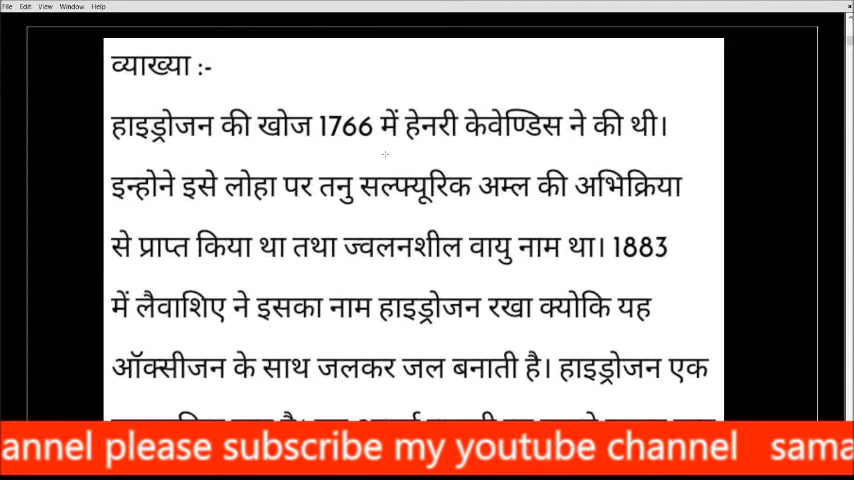 File Edit View Window Help
व्याख्या :-
हाइड्रोजन की खोज 1766 में हेनरी केवेण्डिस ने की थी।
इन्होने इसे लोहा पर तनु सल्फ्यूरिक अम्ल की अभिक्रिया
से प्राप्त किया था तथा ज्वलनशील वायु नाम था। 1883
में लैवाशिए ने इसका नाम हाइड्रोजन रखा क्योकि यह
ऑक्सीजन के साथ जलकर जल बनाती है। हाइड्रोजन एक
annel please subscribe my youtube channel sama